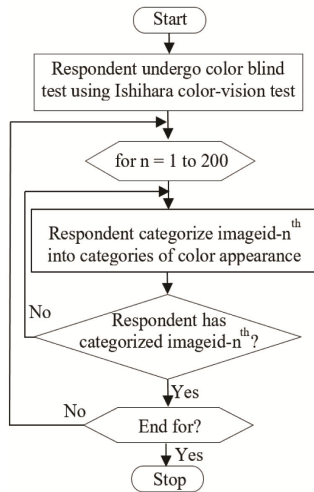 Start
Respondent undergo color blind
test using Ishihara color-vision test
for n = 1 to 200
Respondent categorize imageid-nth
into categories of color appearance
No
Respondent has
categorized imageid-nth?
Yes
No
End for?
Yes
Stop